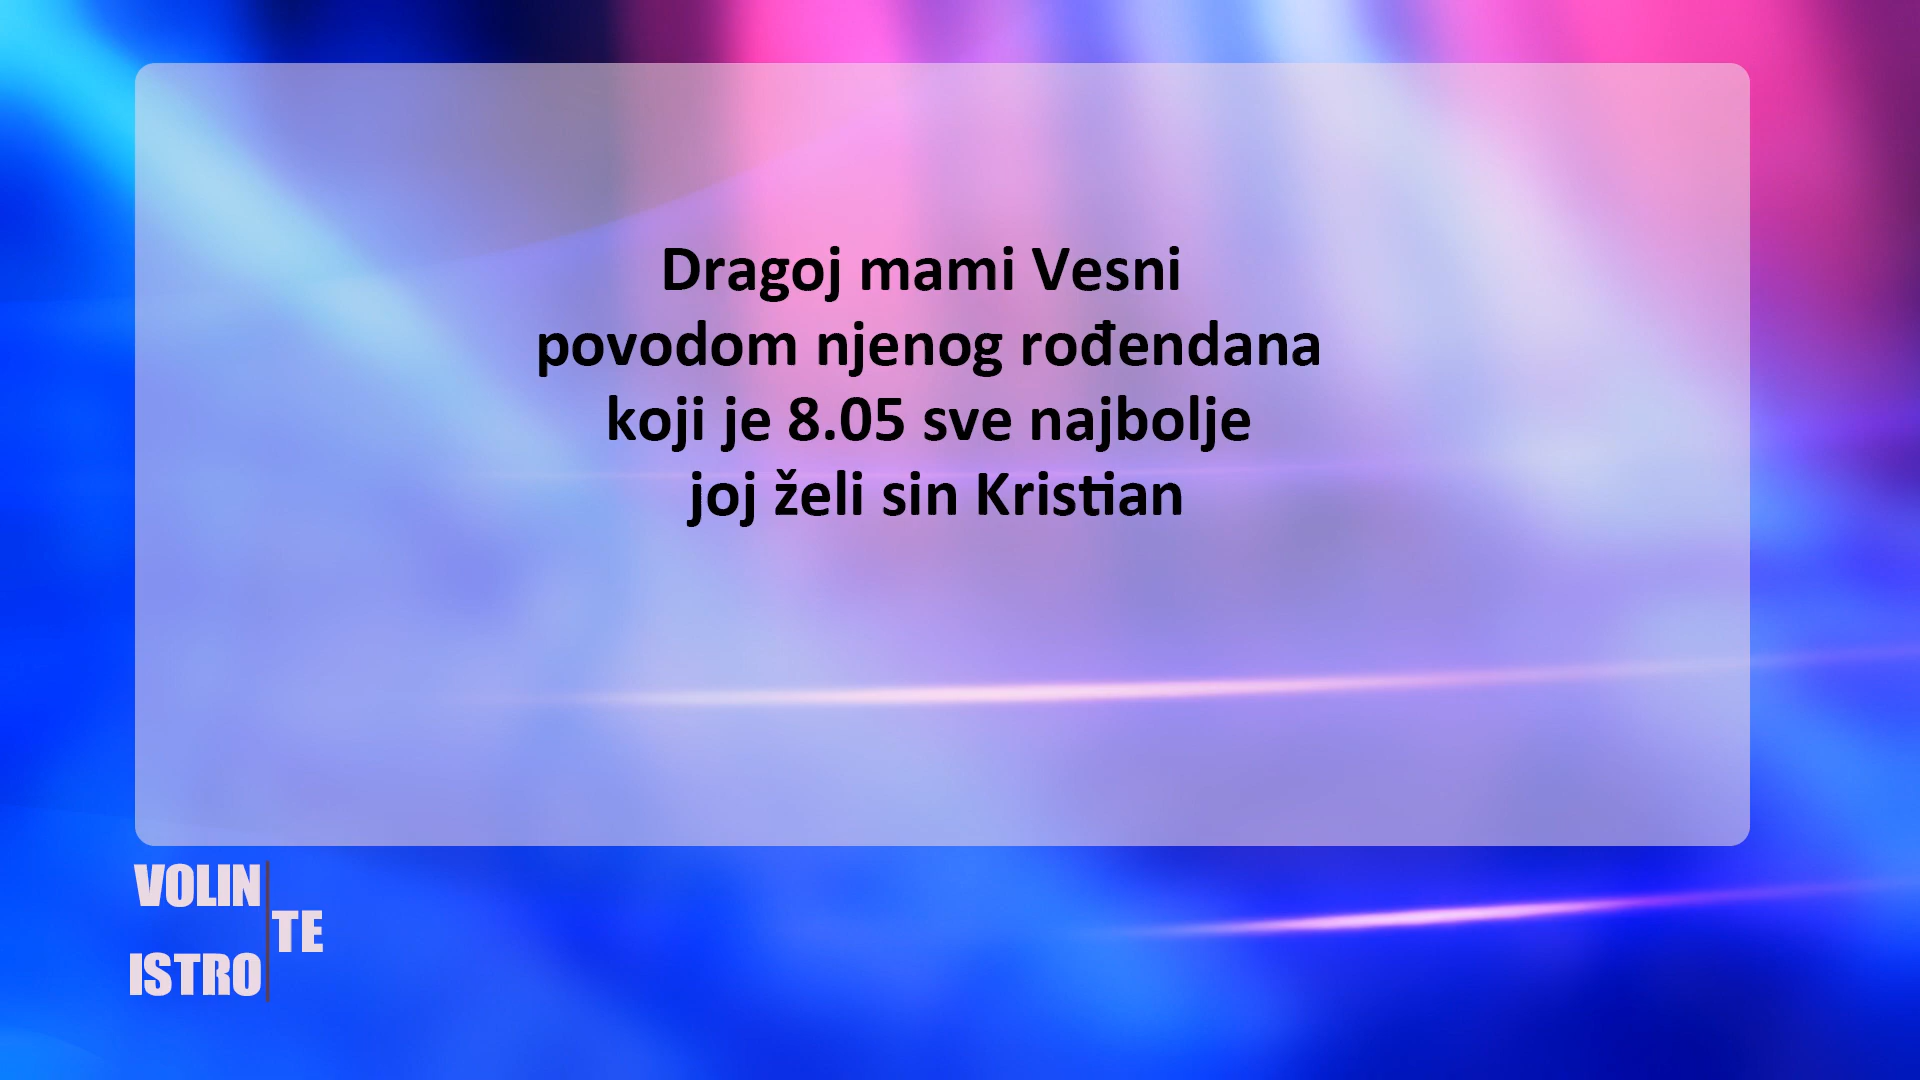 Dragoj mami Vesni
povodom njenog rođendana
koji je 8.05 sve najbolje
joj želi sin Kristian
VOLIN
TE
ISTRO